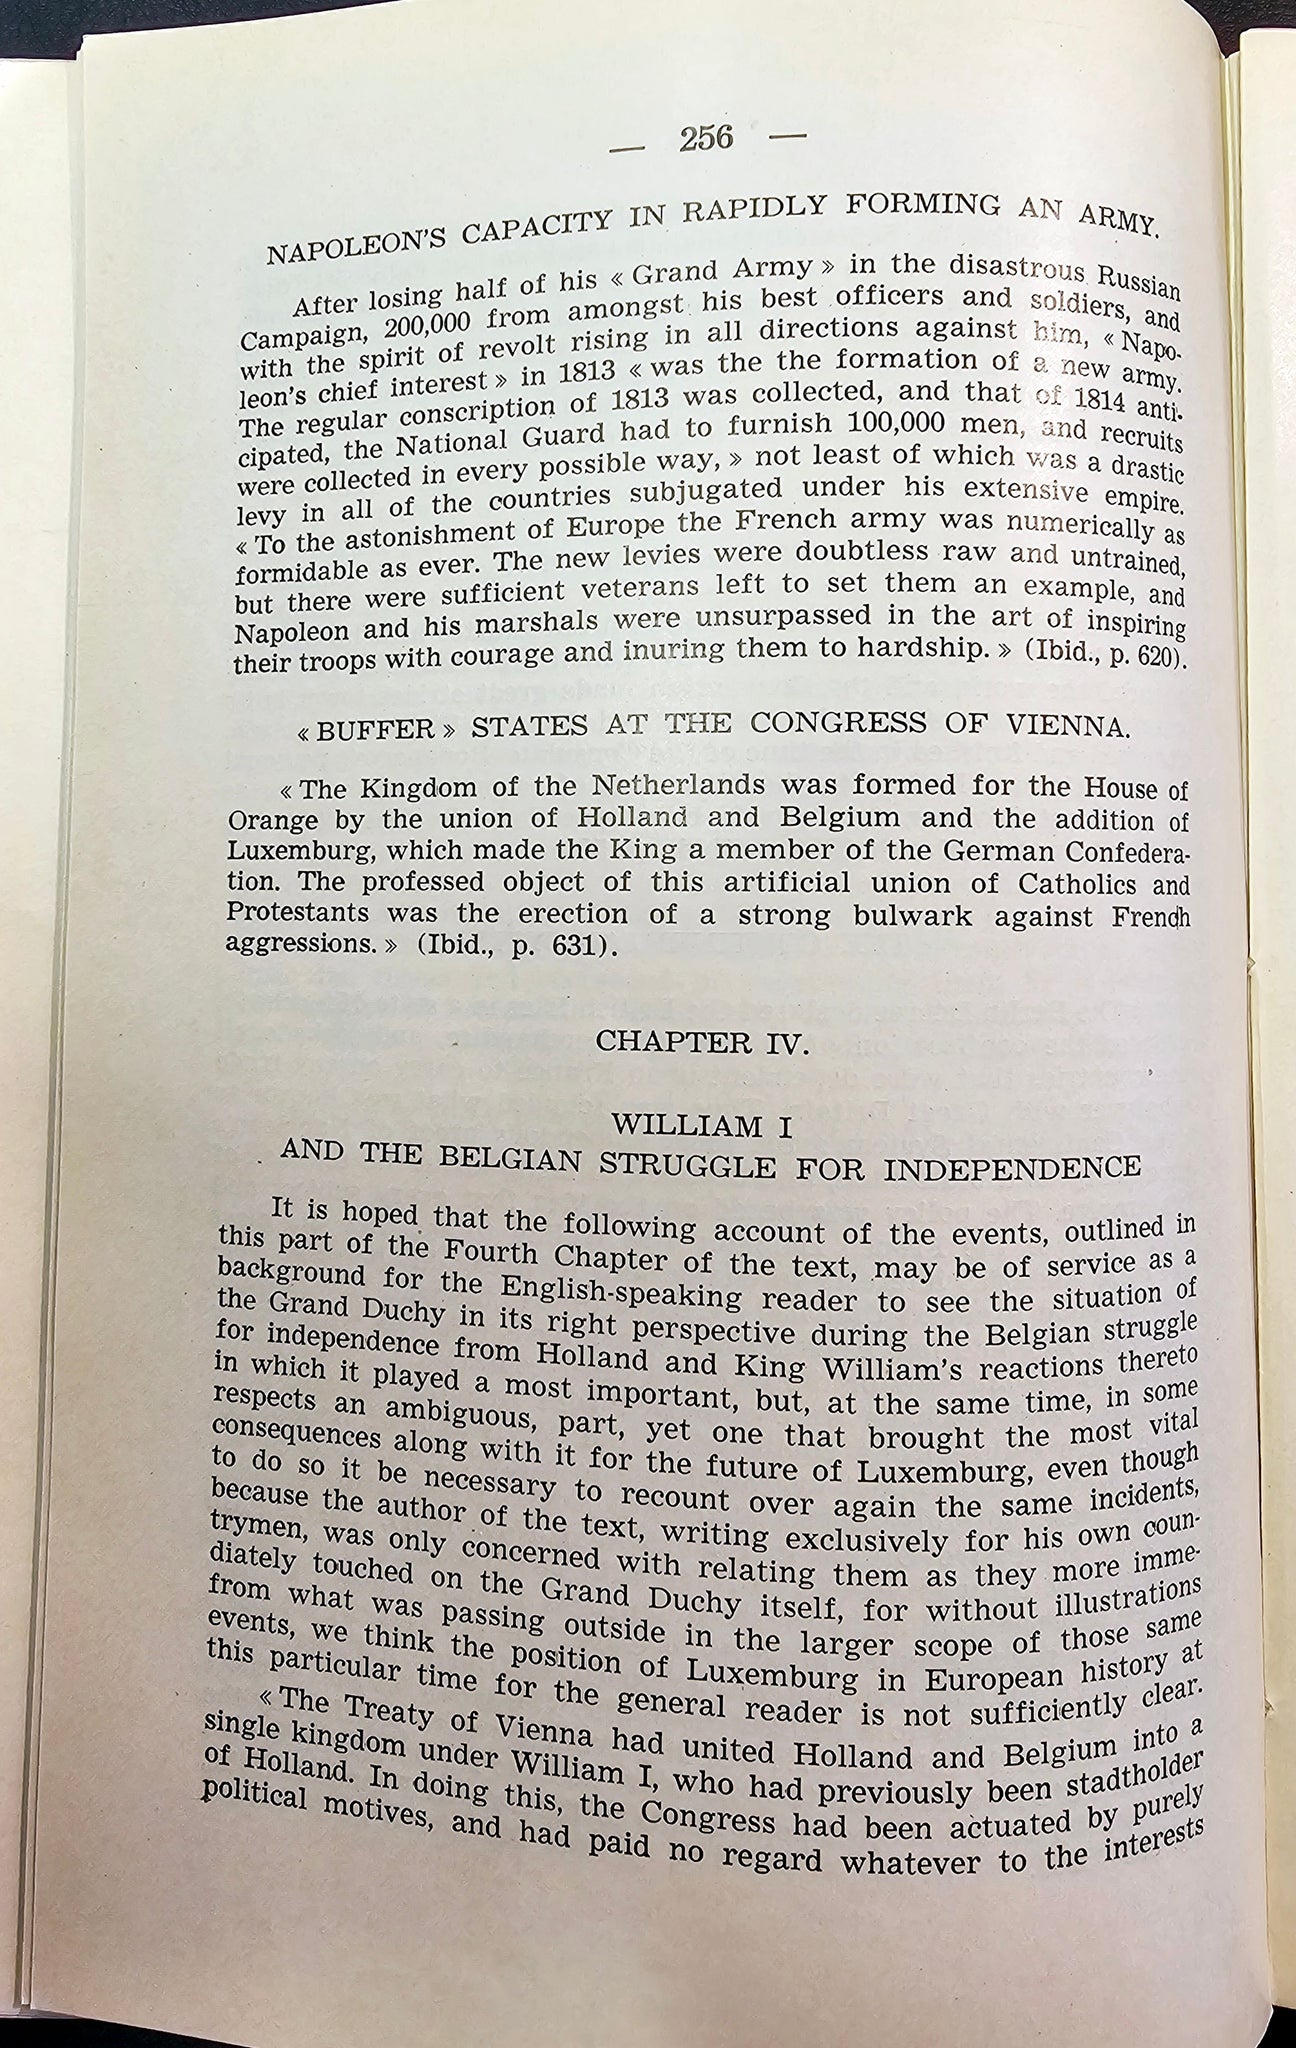 — 256 —
NAPOLEON'S CAPACITY IN RAPIDLY FORMING AN ARMY.
After losing half of his « Grand Army » in the disastrous Russian
Campaign, 200,000 from amongst his best officers and soldiers, and
with the spirit of revolt rising in all directions against him, « Napo-
leon's chief interest » in 1813 « was the the formation of a new army.
The regular conscription of 1813 was collected, and that of 1814 anti-
cipated, the National Guard had to furnish 100,000 men, and recruits
were collected in every possible way, » not least of which was a drastic
levy in all of the countries subjugated under his extensive empire.
« To the astonishment of Europe the French army was numerically as
formidable as ever. The new levies were doubtless raw and untrained,
but there were sufficient veterans left to set them an example, and
Napoleon and his marshals were unsurpassed in the art of inspiring
their troops with courage and inuring them to hardship. » (Ibid., p. 620).
« BUFFER » STATES AT THE CONGRESS OF VIENNA.
« The Kingdom of the Netherlands was formed for the House of
Orange by the union of Holland and Belgium and the addition of
Luxemburg, which made the King a member of the German Confedera-
tion. The professed object of this artificial union of Catholics and
Protestants was the erection of a strong bulwark against French
aggressions. » (Ibid., p. 631).
CHAPTER IV.
WILLIAM I
AND THE BELGIAN STRUGGLE FOR INDEPENDENCE
It is hoped that the following account of the events, outlined in
this part of the Fourth Chapter of the text, may be of service as a
background for the English-speaking reader to see the situation of
the Grand Duchy in its right perspective during the Belgian struggle
for independence from Holland and King William's reactions thereto
in which it played a most important, but, at the same time, in some
respects an ambiguous, part, yet one that brought the most vital
consequences along with it for the future of Luxemburg, even though
to do so it be necessary to recount over again the same incidents,
because the author of the text, writing exclusively for his own coun-
trymen, was only concerned with relating them as they more imme-
diately touched on the Grand Duchy itself, for without illustrations
from what was passing outside in the larger scope of those same
events, we think the position of Luxemburg in European history at
this particular time for the general reader is not sufficiently clear.
« The Treaty of Vienna had united Holland and Belgium into a
single kingdom under William I, who had previously been stadtholder
of Holland. In doing this, the Congress had been actuated by purely
political motives, and had paid no regard whatever to the interests